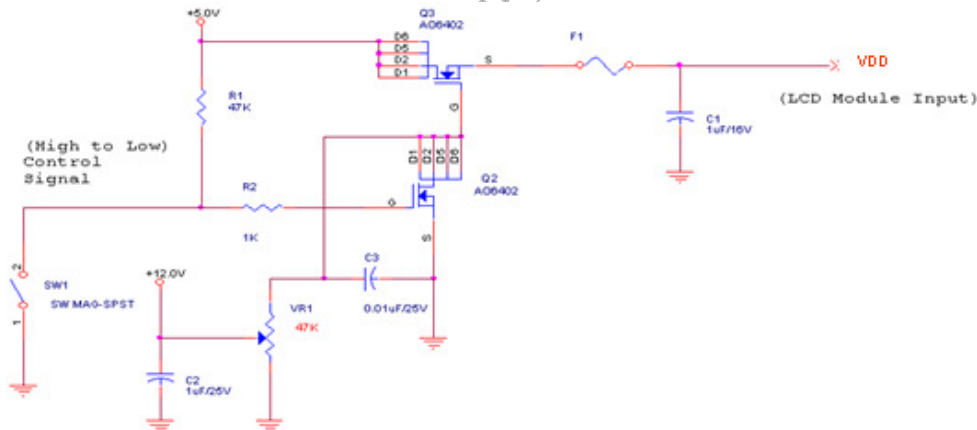 +5.0V
Q3
AO6402
D6
D5
D2
D1
S
G
F1
VDD
(LCD Module Input)
C1
1uF/16V
R1
47K
(High to Low)
Control
Signal
R2
1K
D1
D2
D5
D6
Q2
AO6402
G
S
2
SW1
SW MAG-SPST
1
+12.0V
C3
0.01uF/25V
VR1
47K
C2
1uF/25V